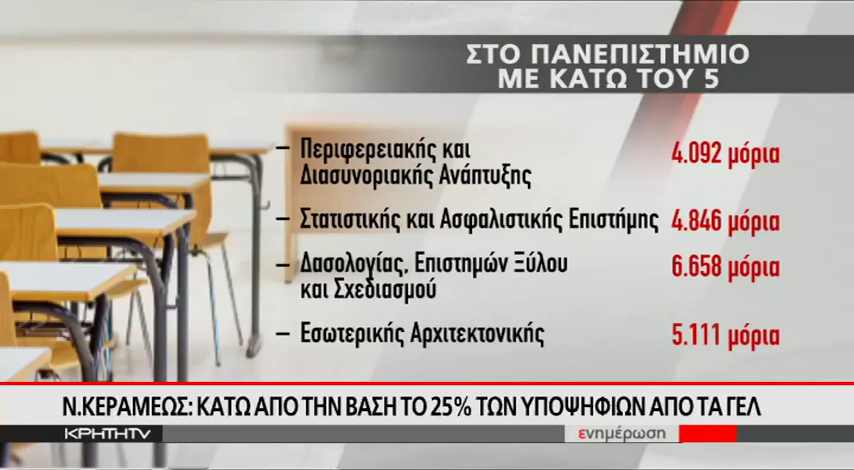 ΣΤΟ ΠΑΝΕΠΙΣΤΗΜΙΟ
ΜΕ ΚΑΤΩ ΤΟΥ 5
– Περιφερειακής και
Διασυνοριακής Ανάπτυξης
4.092 μόρια
– Στατιστικής και Ασφαλιστικής Επιστήμης 4.846 μόρια
– Δασολογίας, Επιστημών Ξύλου
και Σχεδιασμού
6.658 μόρια
– Εσωτερικής Αρχιτεκτονικής 5.111 μόρια
Ν.ΚΕΡΑΜΕΩΣ: ΚΑΤΩ ΑΠΟ ΤΗΝ ΒΑΣΗ ΤΟ 25% ΤΩΝ ΥΠΟΨΗΦΙΩΝ ΑΠΟ ΤΑ ΓΕΛ
ΚΡΗΤΗTV
ενημέρωση